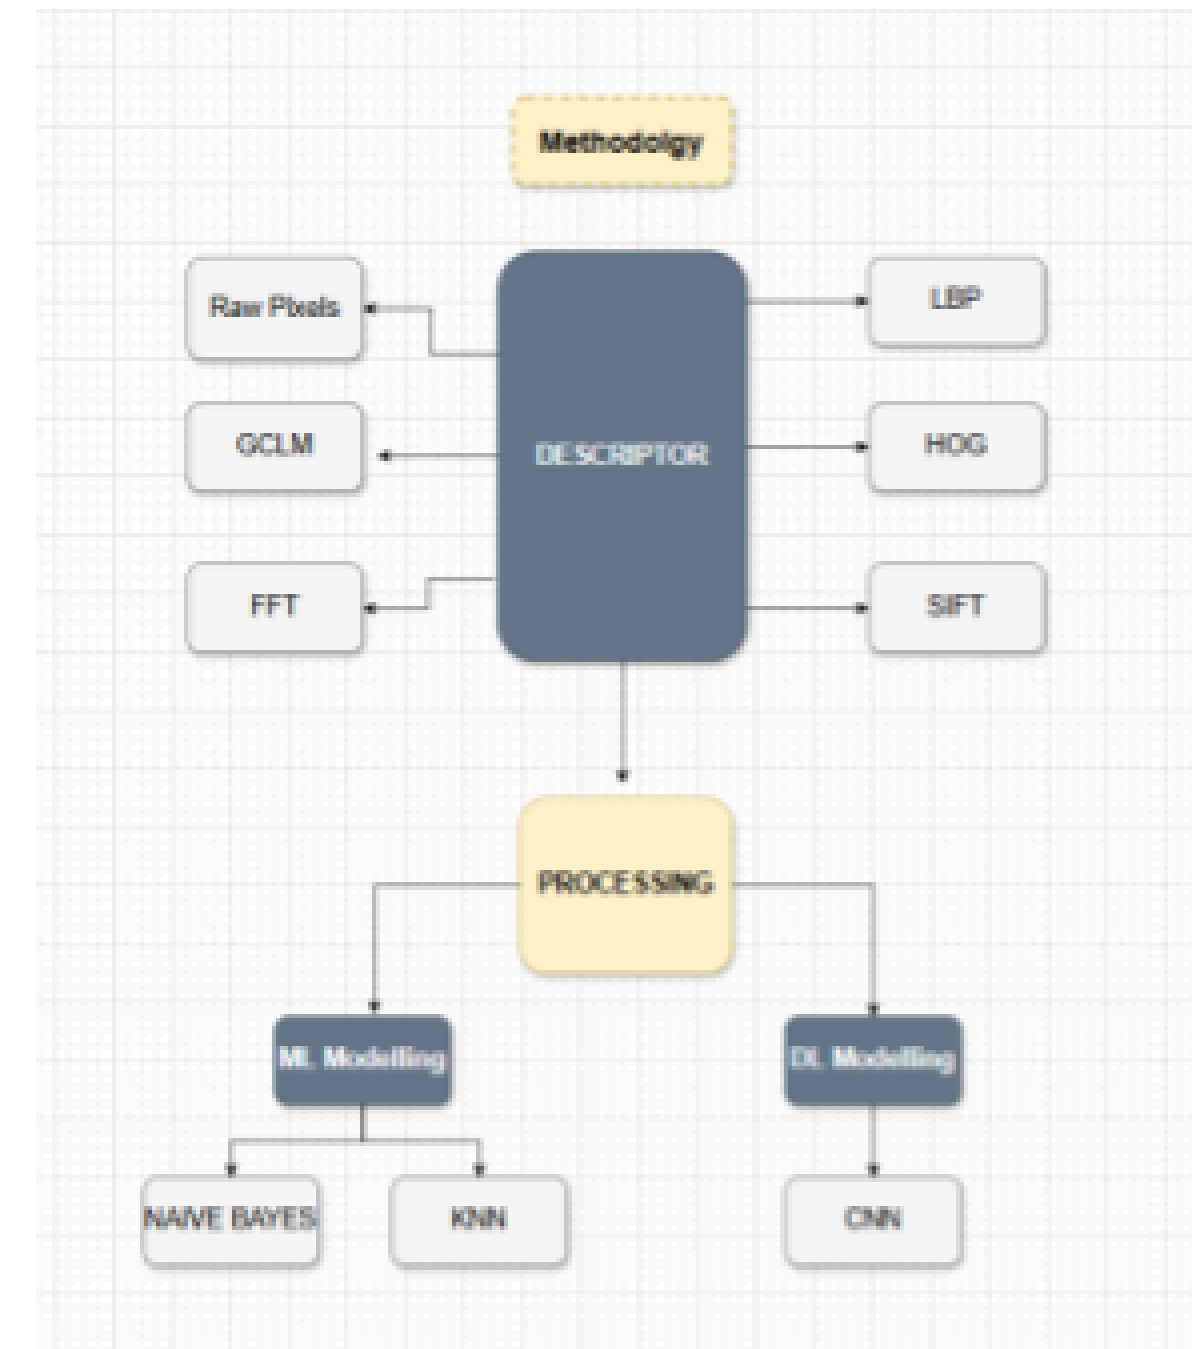 Methodolgy
Raw Pixels
LBP
GCLM
DESCRIPTOR
HOG
FFT
SIFT
PROCESSING
ML Modelling
DL Modelling
NAIVE BAYES
KNN
CNN